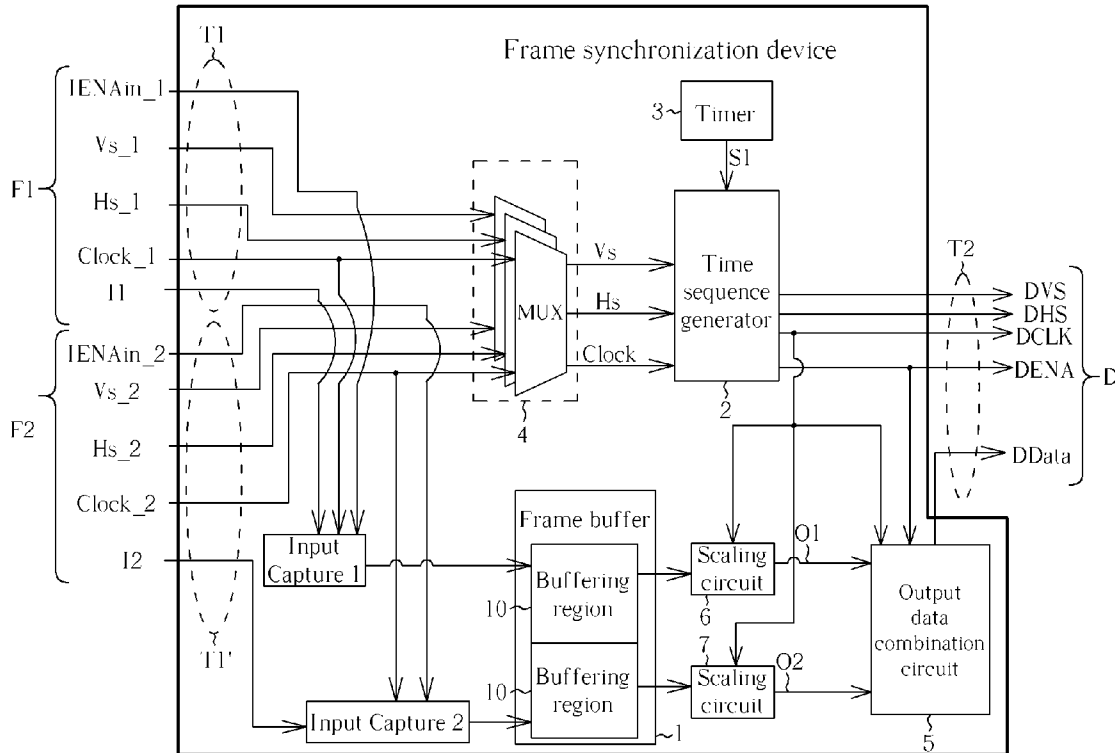 T1
Frame synchronization device
IENAin_1
Vs_1
F1
Hs_1
Clock_1
I1
3
Timer
S1
Vs
Hs
Clock
MUX
4
Time
sequence
generator
2
T2
DVS
DHS
DCLK
DENA
D
DData
IENAin_2
Vs_2
F2
Hs_2
Clock_2
I2
T1'
Input
Capture 1
Input Capture 2
Frame buffer
10
Buffering
region
10
Buffering
region
1
Scaling
circuit
6
O1
7
Scaling
circuit
O2
Output
data
combination
circuit
5